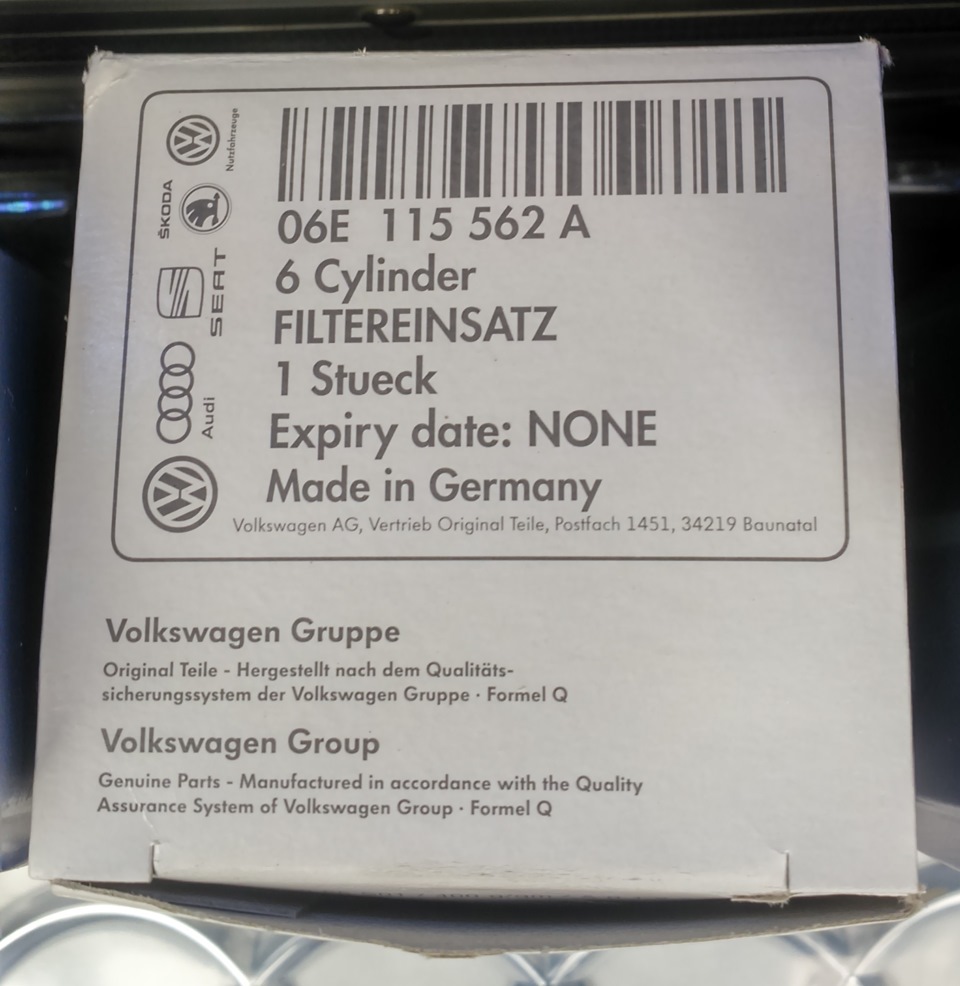 Nutzfahrzeuge
ŠKODA
SEAT
Audi
06E 115 562 A
6 Cylinder
FILTEREINSATZ
1 Stueck
Expiry date: NONE
Made in Germany
Volkswagen AG, Vertrieb Original Teile, Postfach 1451, 34219 Baunatal
Volkswagen Gruppe
Original Teile - Hergestellt nach dem Qualitäts-
sicherungssystem der Volkswagen Gruppe · Formel Q
Volkswagen Group
Genuine Parts - Manufactured in accordance with the Quality
Assurance System of Volkswagen Group · Formel Q